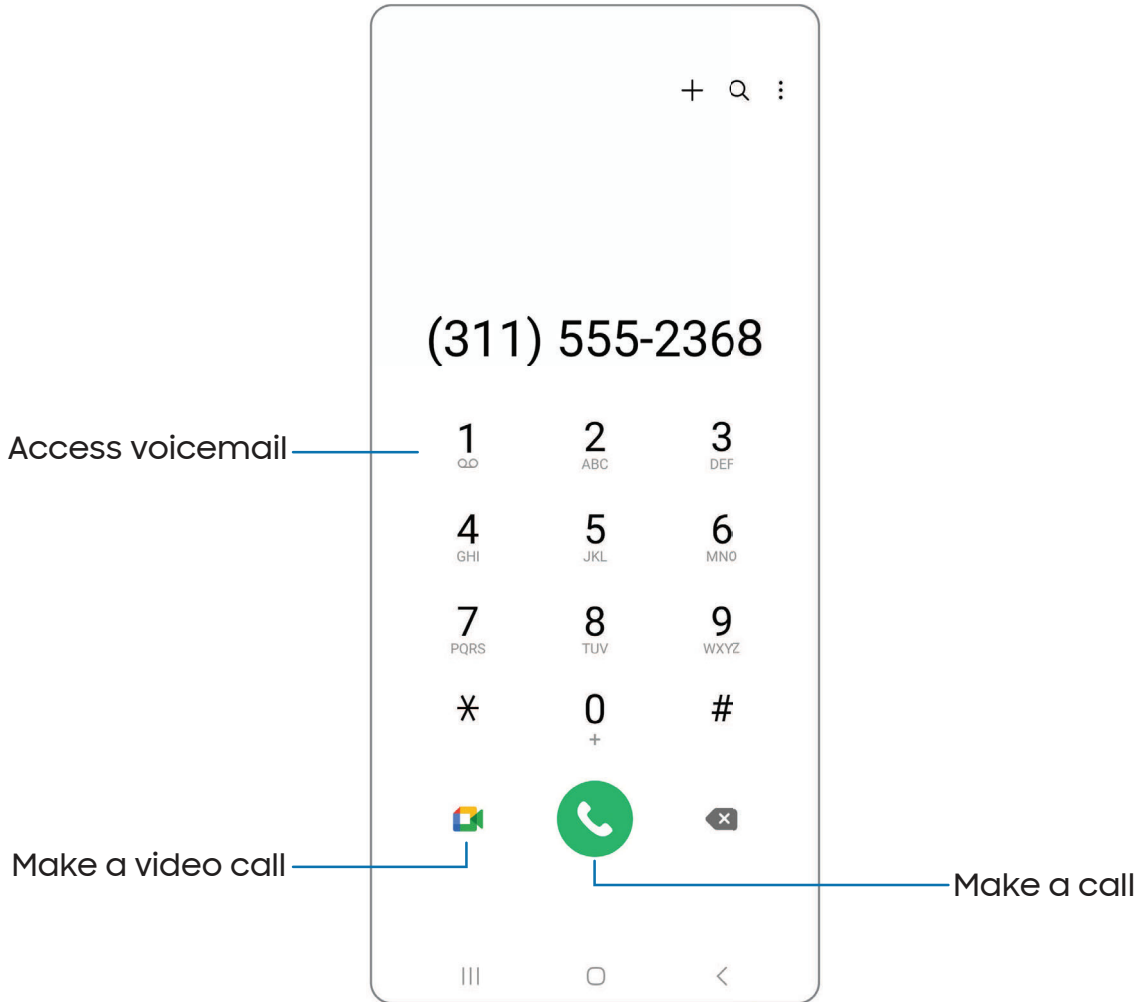 (311) 555-2368
Access voicemail
1 2 3
ABC DEF
4 5 6
GHI JKL MNO
7 8 9
PQRS TUV WXYZ
* 0 #
+
Make a video call
Make a call